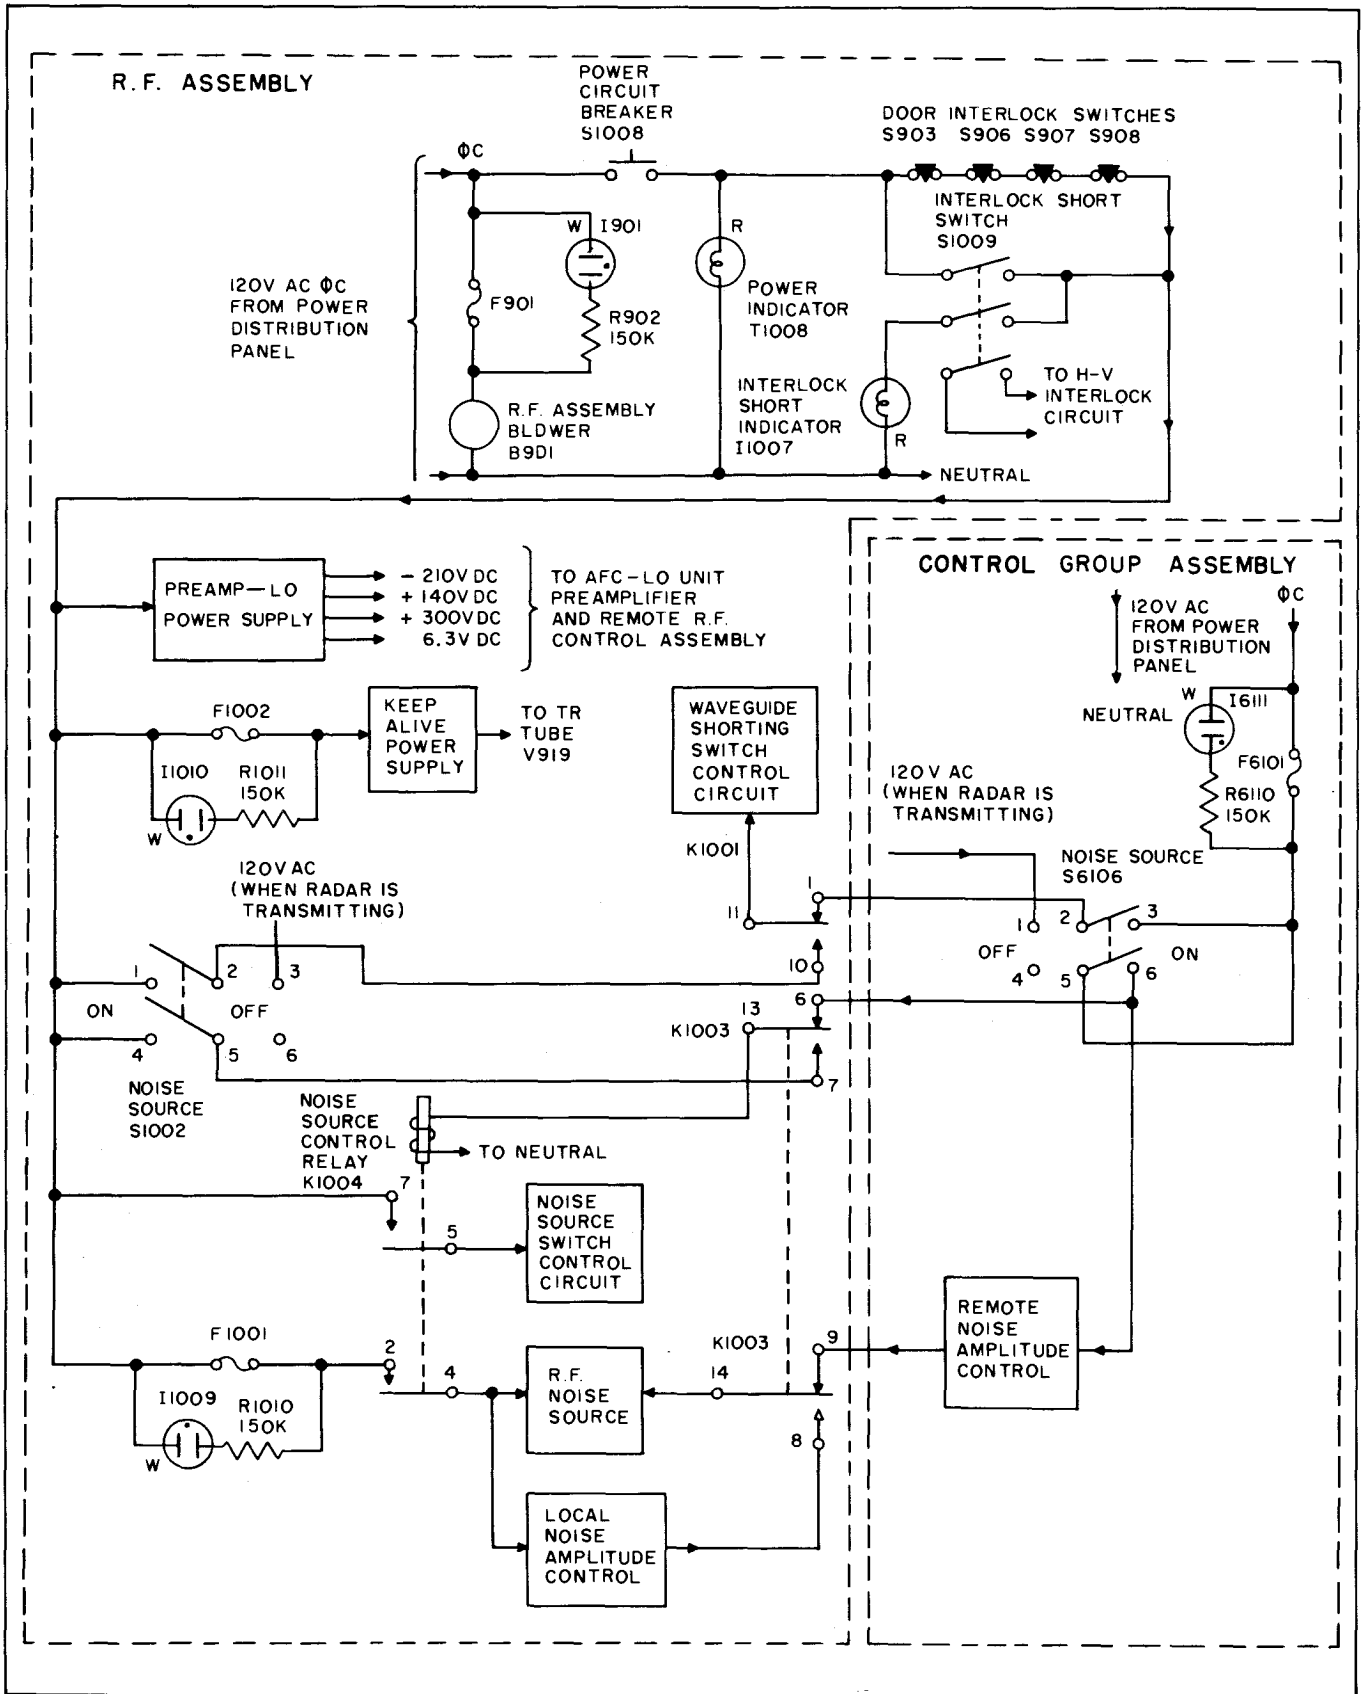 R.F. ASSEMBLY
POWER
CIRCUIT
BREAKER
S1008
DOOR INTERLOCK SWITCHES
S903 S906 S907 S908
ΦC
INTERLOCK SHORT
SWITCH
S1009
W I901
R
120V AC ΦC
FROM POWER
DISTRIBUTION
PANEL
F901
R902
150K
POWER
INDICATOR
T1008
INTERLOCK
SHORT
INDICATOR
I1007
R
TO H-V
INTERLOCK
CIRCUIT
R.F. ASSEMBLY
BLDWER
B9D1
NEUTRAL
PREAMP-LO
POWER SUPPLY
- 210V DC
+ 140V DC
+ 300V DC
6.3V DC
TO AFC-LO UNIT
PREAMPLIFIER
AND REMOTE R.F.
CONTROL ASSEMBLY
CONTROL GROUP ASSEMBLY
ΦC
120V AC
FROM POWER
DISTRIBUTION
PANEL
W I6111
NEUTRAL
F6101
R6110
150K
F1002
I1010 R1011
150K
W
KEEP
ALIVE
POWER
SUPPLY
TO TR
TUBE
V919
WAVEGUIDE
SHORTING
SWITCH
CONTROL
CIRCUIT
120V AC
(WHEN RADAR IS
TRANSMITTING)
K1001
NOISE SOURCE
S6106
120V AC
(WHEN RADAR IS
TRANSMITTING)
1
11
10
1 2 3
OFF ON
4 5 6
1 2 3
ON OFF
4 5 6
NOISE
SOURCE
S1002
13 6
K1003
7
NOISE
SOURCE
CONTROL
RELAY
K1004
TO NEUTRAL
7
5
NOISE
SOURCE
SWITCH
CONTROL
CIRCUIT
F1001
2
4
I1009 R1010
150K
W
R.F.
NOISE
SOURCE
K1003
14
9
8
REMOTE
NOISE
AMPLITUDE
CONTROL
LOCAL
NOISE
AMPLITUDE
CONTROL